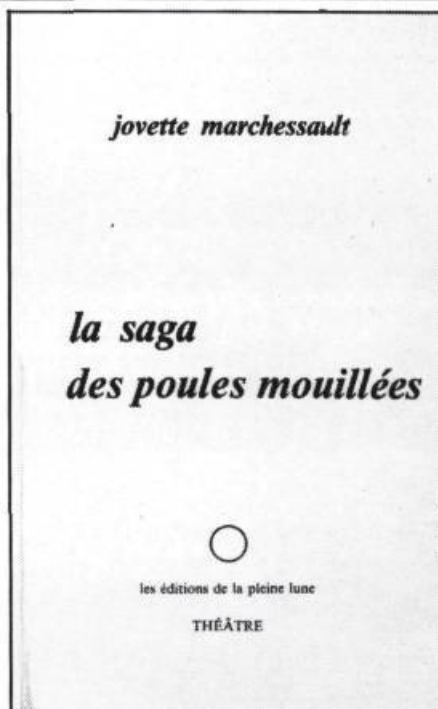 jovette marchessault
la saga
des poules mouillées
les éditions de la pleine lune
THÉÂTRE